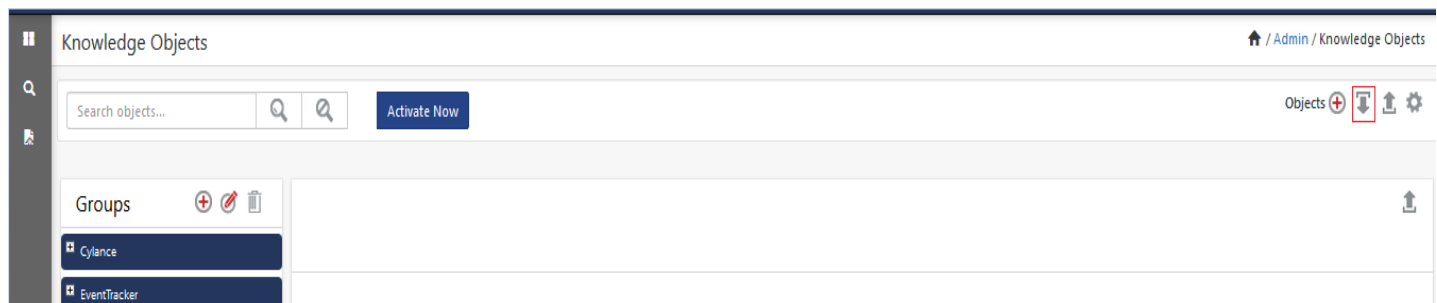 Knowledge Objects
/ Admin / Knowledge Objects
Search objects...
Activate Now
Objects
Groups
Cylance
EventTracker